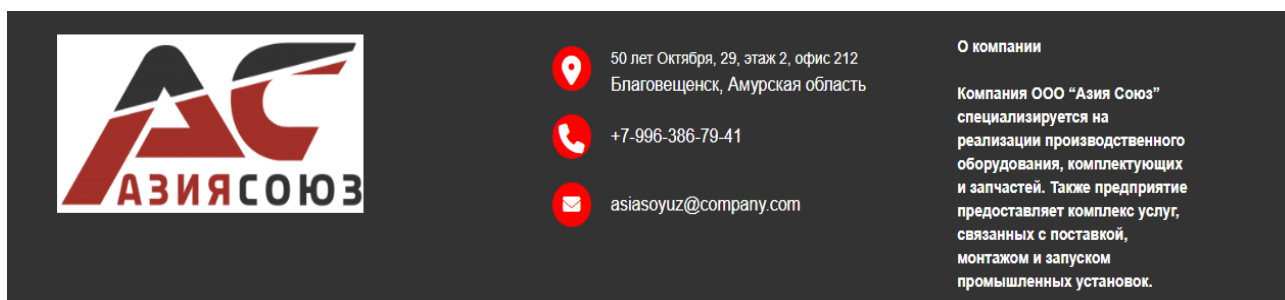 АС
АЗИЯСОЮЗ
50 лет Октября, 29, этаж 2, офис 212
Благовещенск, Амурская область
+7-996-386-79-41
asiasoyuz@company.com
О компании
Компания ООО “Азия Союз”
специализируется на
реализации производственного
оборудования, комплектующих
и запчастей. Также предприятие
предоставляет комплекс услуг,
связанных с поставкой,
монтажом и запуском
промышленных установок.